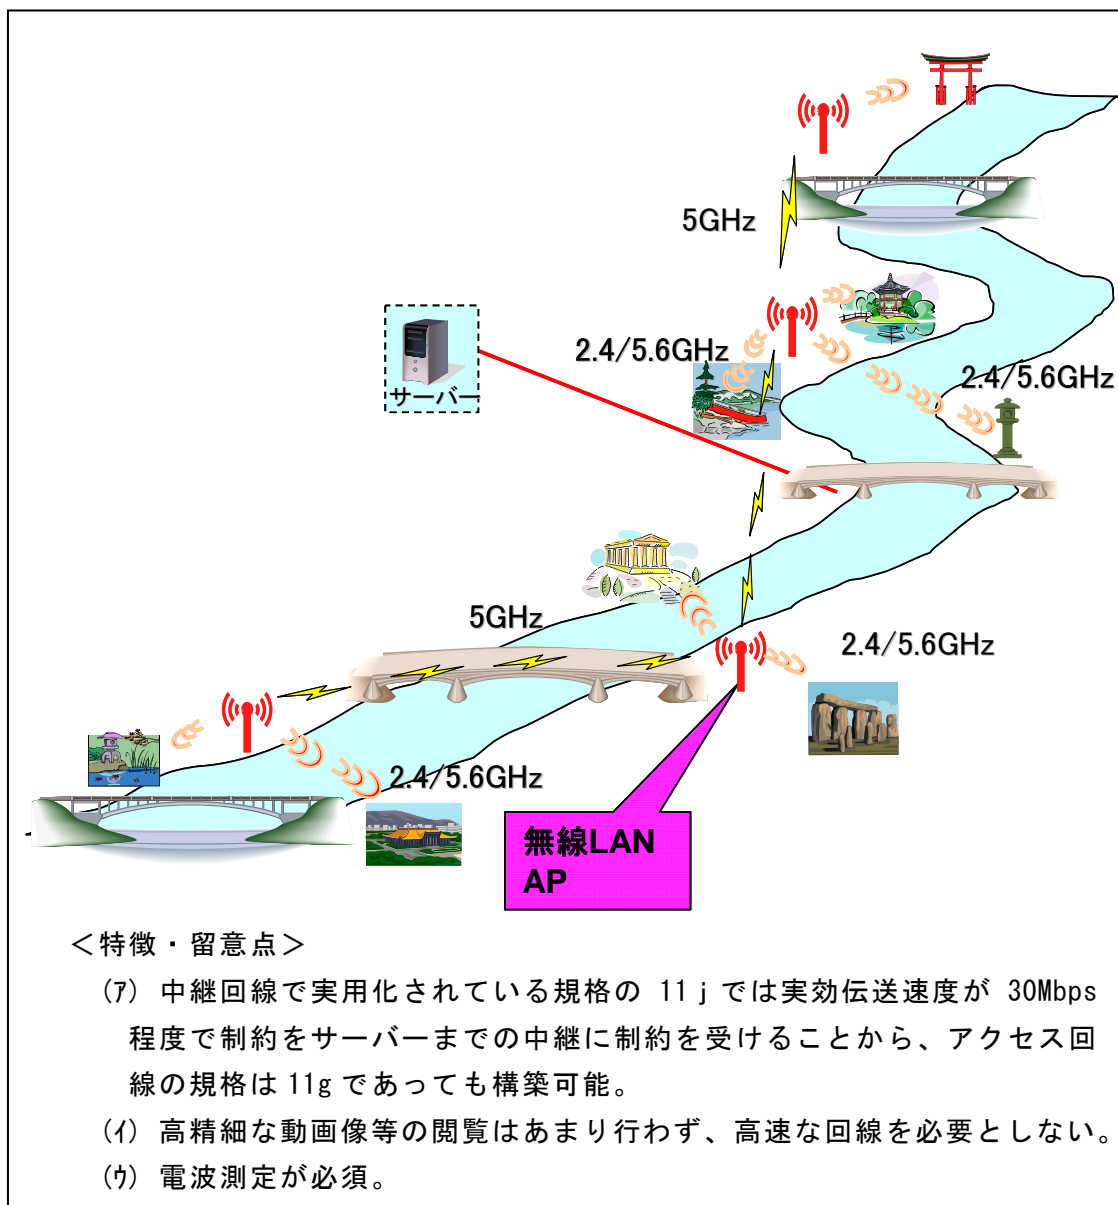 5GHz
サーバー
2.4/5.6GHz
2.4/5.6GHz
5GHz
2.4/5.6GHz
2.4/5.6GHz
無線LAN
AP
＜特徴・留意点＞
(ｱ) 中継回線で実用化されている規格の 11ｊでは実効伝送速度が 30Mbps
程度で制約をサーバーまでの中継に制約を受けることから、アクセス回
線の規格は 11g であっても構築可能。
(ｲ) 高精細な動画像等の閲覧はあまり行わず、高速な回線を必要としない。
(ｳ) 電波測定が必須。